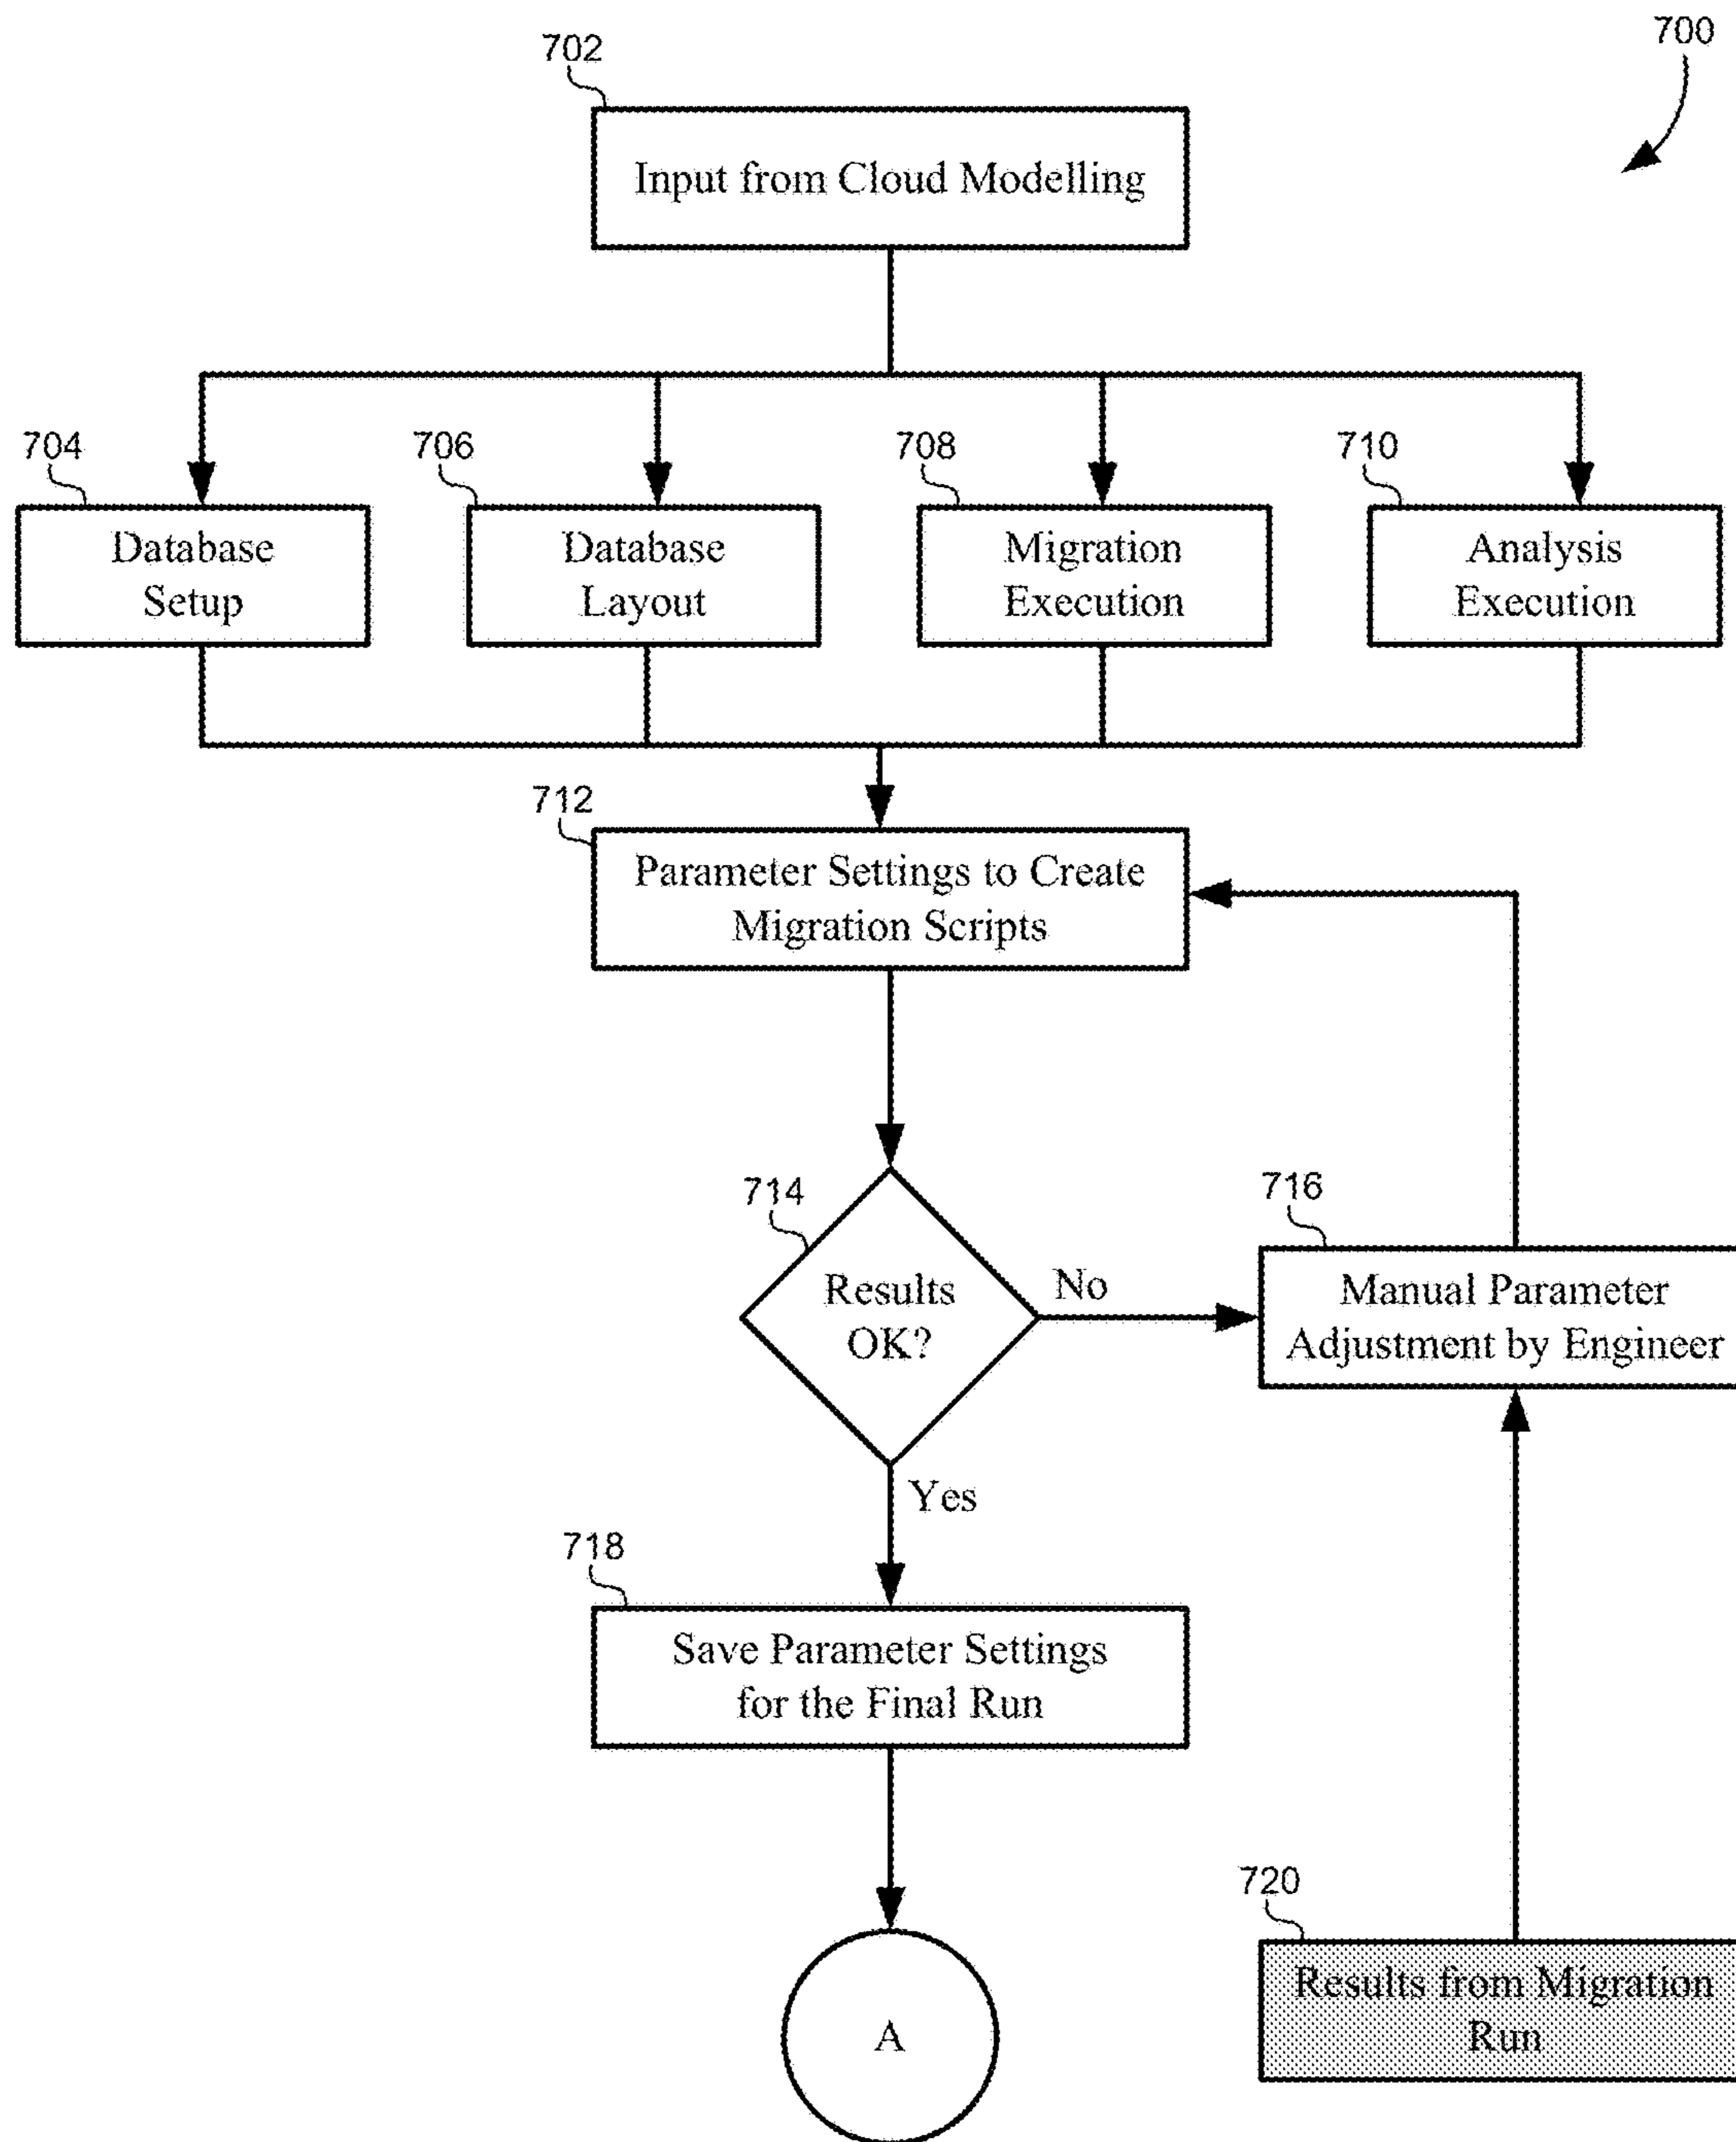 700
702
Input from Cloud Modelling
704
706
708
710
Database
Setup
Database
Layout
Migration
Execution
Analysis
Execution
712
Parameter Settings to Create
Migration Scripts
714
Results
OK?
No
716
Manual Parameter
Adjustment by Engineer
Yes
718
Save Parameter Settings
for the Final Run
720
Results from Migration
Run
A